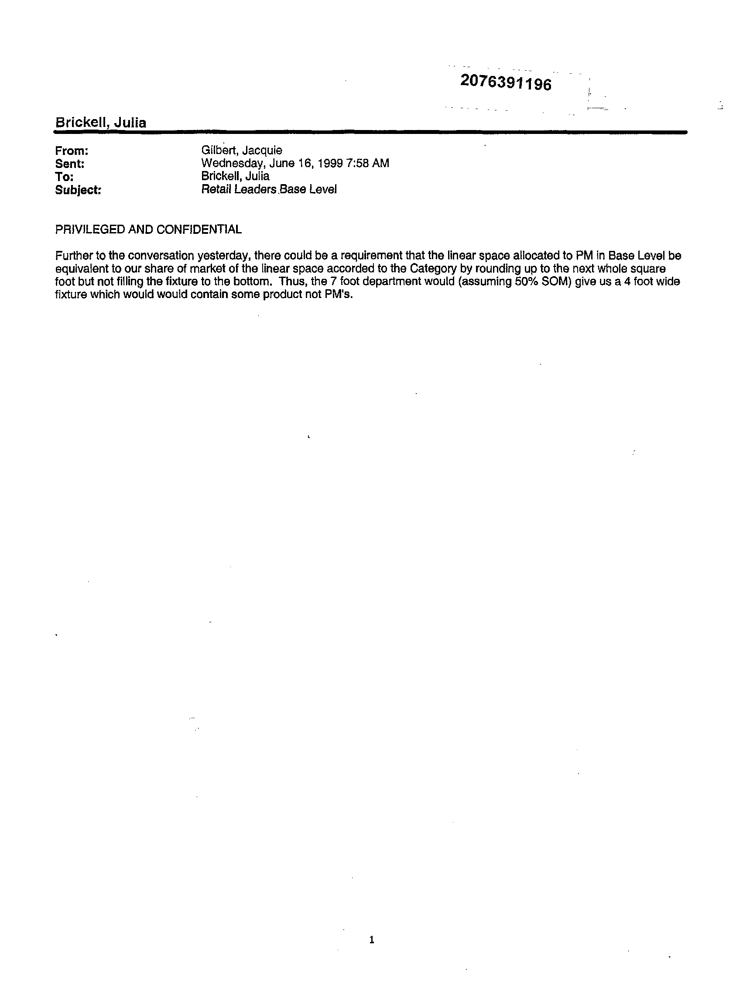 2076391196
Brickell, Julia
From: Gilbert, Jacquie
Sent: Wednesday, June 16, 1999 7:58 AM
To: Brickell, Julia
Subject: Retail Leaders Base Level
PRIVILEGED AND CONFIDENTIAL
Further to the conversation yesterday, there could be a requirement that the linear space allocated to PM in Base Level be
equivalent to our share of market of the linear space accorded to the Category by rounding up to the next whole square
foot but not filling the fixture to the bottom. Thus, the 7 foot department would (assuming 50% SOM) give us a 4 foot wide
fixture which would would contain some product not PM's.
1